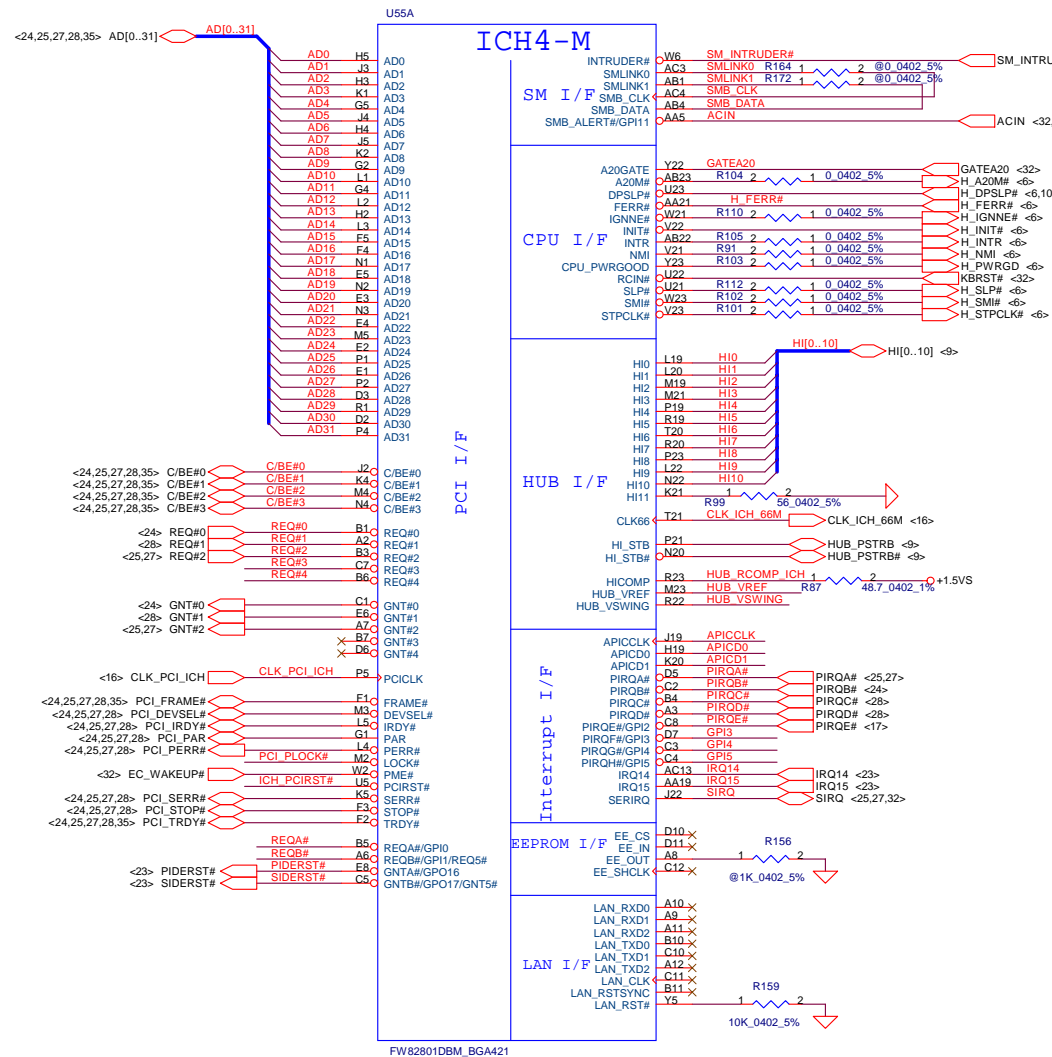 U55A
ICH4-M
<24,25,27,28,35> AD[0..31] AD[0..31]
AD0 H5 AD0
AD1 J3 AD1
AD2 H3 AD2
AD3 K1 AD3
AD4 G5 AD4
AD5 J4 AD5
AD6 H4 AD6
AD7 J5 AD7
AD8 K2 AD8
AD9 G2 AD9
AD10 L1 AD10
AD11 G4 AD11
AD12 L2 AD12
AD13 H2 AD13
AD14 L3 AD14
AD15 F5 AD15
AD16 F4 AD16
AD17 N1 AD17
AD18 E5 AD18
AD19 N2 AD19
AD20 E3 AD20
AD21 N3 AD21
AD22 E4 AD22
AD23 M5 AD23
AD24 E2 AD24
AD25 P1 AD25
AD26 E1 AD26
AD27 P2 AD27
AD28 D3 AD28
AD29 R1 AD29
AD30 D2 AD30
AD31 P4 AD31
PCI I/F
<24,25,27,28,35> C/BE#0 C/BE#0 J2 C/BE#0
<24,25,27,28,35> C/BE#1 C/BE#1 K4 C/BE#1
<24,25,27,28,35> C/BE#2 C/BE#2 M4 C/BE#2
<24,25,27,28,35> C/BE#3 C/BE#3 N4 C/BE#3
<24> REQ#0 REQ#0 B1 REQ#0
<28> REQ#1 REQ#1 A2 REQ#1
<25,27> REQ#2 REQ#2 B3 REQ#2
REQ#3 C7 REQ#3
REQ#4 B6 REQ#4
<24> GNT#0 C1 GNT#0
<28> GNT#1 E6 GNT#1
<25,27> GNT#2 A7 GNT#2
B7 GNT#3
D6 GNT#4
<16> CLK_PCI_ICH CLK_PCI_ICH P5 PCICLK
<24,25,27,28,35> PCI_FRAME# F1 FRAME#
<24,25,27,28> PCI_DEVSEL# M3 DEVSEL#
<24,25,27,28> PCI_IRDY# L5 IRDY#
<24,25,27,28> PCI_PAR G1 PAR
<24,25,27,28> PCI_PERR# L4 PERR#
PCI_PLOCK# M2 LOCK#
<32> EC_WAKEUP# W2 PME#
ICH_PCIRST# U5 PCIRST#
<24,25,27,28> PCI_SERR# K5 SERR#
<24,25,27,28> PCI_STOP# F3 STOP#
<24,25,27,28,35> PCI_TRDY# F2 TRDY#
REQA# B5 REQA#/GPI0
REQB# A6 REQB#/GPI1/REQ5#
<23> PIDERST# PIDERST# E8 GNTA#/GPO16
<23> SIDERST# SIDERST# C5 GNTB#/GPO17/GNT5#
SM I/F
INTRUDER# W6 SM_INTRUDER# SM_INTRU
SMLINK0 AC3 SMLINK0 R164 1 2 @0_0402_5%
SMLINK1 AB1 SMLINK1 R172 1 2 @0_0402_5%
SMB_CLK AC4 SMB_CLK
SMB_DATA AB4 SMB_DATA
SMB_ALERT#/GPI11 AA5 ACIN ACIN <32,
CPU I/F
A20GATE Y22 GATEA20 GATEA20 <32>
A20M# AB23 R104 2 1 0_0402_5% H_A20M# <6>
DPSLP# U23 H_DPSLP# <6,10
FERR# AA21 H_FERR# H_FERR# <6>
IGNNE# W21 R110 2 1 0_0402_5% H_IGNNE# <6>
INIT# V22 H_INIT# <6>
INTR AB22 R105 2 1 0_0402_5% H_INTR <6>
NMI V21 R91 2 1 0_0402_5% H_NMI <6>
CPU_PWRGOOD Y23 R103 2 1 0_0402_5% H_PWRGD <6>
RCIN# U22 KBRST# <32>
SLP# U21 R112 2 1 0_0402_5% H_SLP# <6>
SMI# W23 R102 2 1 0_0402_5% H_SMI# <6>
STPCLK# V23 R101 2 1 0_0402_5% H_STPCLK# <6>
HUB I/F
HI[0..10] HI[0..10] <9>
HI0 L19 HI0
HI1 L20 HI1
HI2 M19 HI2
HI3 M21 HI3
HI4 P19 HI4
HI5 R19 HI5
HI6 T20 HI6
HI7 R20 HI7
HI8 P23 HI8
HI9 L22 HI9
HI10 N22 HI10
HI11 K21 R99 1 2 56_0402_5%
CLK66 T21 CLK_ICH_66M CLK_ICH_66M <16>
HI_STB P21 HUB_PSTRB <9>
HI_STB# N20 HUB_PSTRB# <9>
HICOMP R23 HUB_RCOMP_ICH R87 1 2 48.7_0402_1% +1.5VS
HUB_VREF M23 HUB_VREF
HUB_VSWING R22 HUB_VSWING
Interrupt I/F
APICCLK J19 APICCLK
APICD0 H19 APICD0
APICD1 K20 APICD1
PIRQA# D5 PIRQA# PIRQA# <25,27>
PIRQB# C2 PIRQB# PIRQB# <24>
PIRQC# B4 PIRQC# PIRQC# <28>
PIRQD# A3 PIRQD# PIRQD# <28>
PIRQE#/GPI2 C8 PIRQE# PIRQE# <17>
PIRQF#/GPI3 D7 GPI3
PIRQG#/GPI4 C3 GPI4
PIRQH#/GPI5 C4 GPI5
IRQ14 AC13 IRQ14 IRQ14 <23>
IRQ15 AA19 IRQ15 IRQ15 <23>
SERIRQ J22 SIRQ SIRQ <25,27,32>
EEPROM I/F
EE_CS D10
EE_IN D11
EE_OUT A8 1 R156 2 @1K_0402_5%
EE_SHCLK C12
LAN I/F
LAN_RXD0 A10
LAN_RXD1 A9
LAN_RXD2 A11
LAN_TXD0 B10
LAN_TXD1 C10
LAN_TXD2 A12
LAN_CLK C11
LAN_RSTSYNC B11
LAN_RST# Y5 1 R159 2 10K_0402_5%
FW82801DBM_BGA421